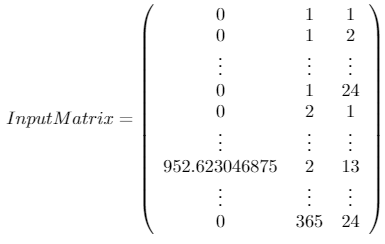 0 1 1
0 1 2
⋮ ⋮ ⋮
0 1 24
InputMatrix = 0 2 1
⋮ ⋮ ⋮
952.623046875 2 13
⋮ ⋮ ⋮
0 365 24